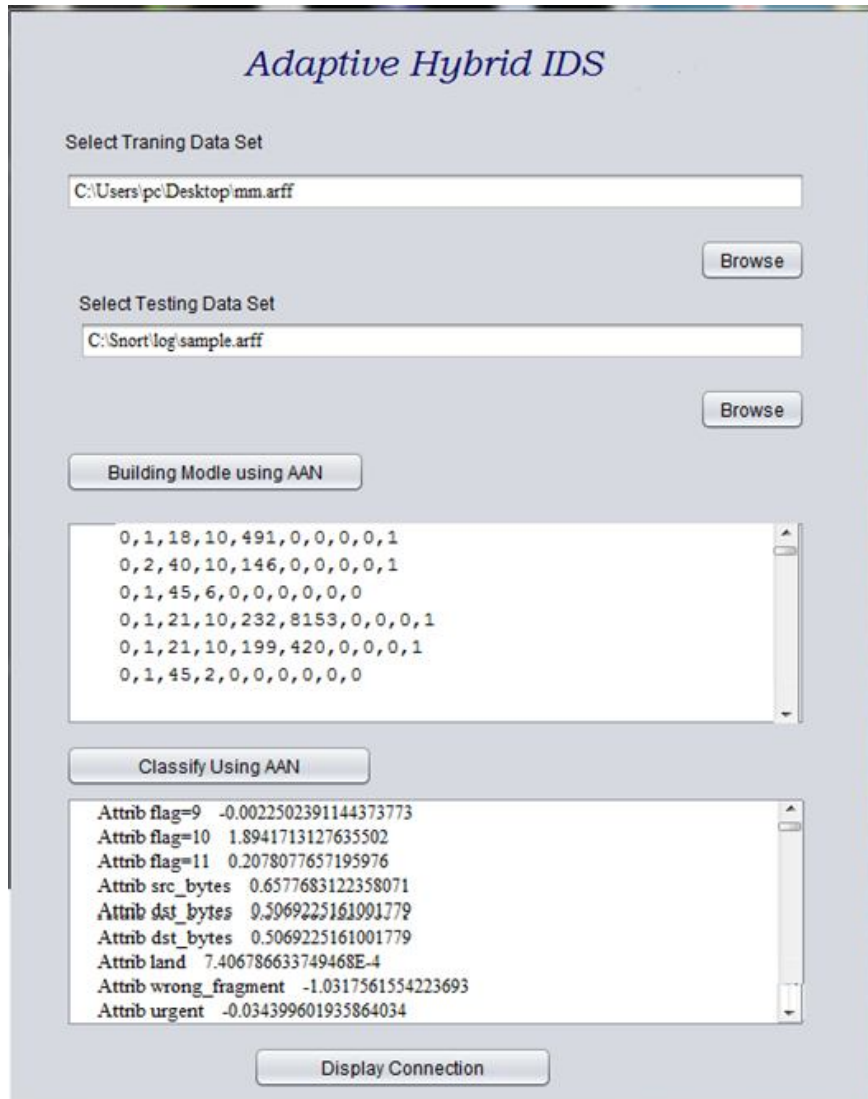 Adaptive Hybrid IDS
Select Traning Data Set
C:\Users\pc\Desktop\mm.arff
Browse
Select Testing Data Set
C:\Snort\log\sample.arff
Browse
Building Modle using AAN
0,1,18,10,491,0,0,0,0,1
0,2,40,10,146,0,0,0,0,1
0,1,45,6,0,0,0,0,0,0
0,1,21,10,232,8153,0,0,0,1
0,1,21,10,199,420,0,0,0,1
0,1,45,2,0,0,0,0,0,0
Classify Using AAN
Attrib flag=9 -0.0022502391144373773
Attrib flag=10 1.8941713127635502
Attrib flag=11 0.2078077657195976
Attrib src_bytes 0.6577683122358071
Attrib dst_bytes 0.5069225161001779
Attrib dst_bytes 0.5069225161001779
Attrib land 7.406786633749468E-4
Attrib wrong_fragment -1.0317561554223693
Attrib urgent -0.034399601935864034
Display Connection